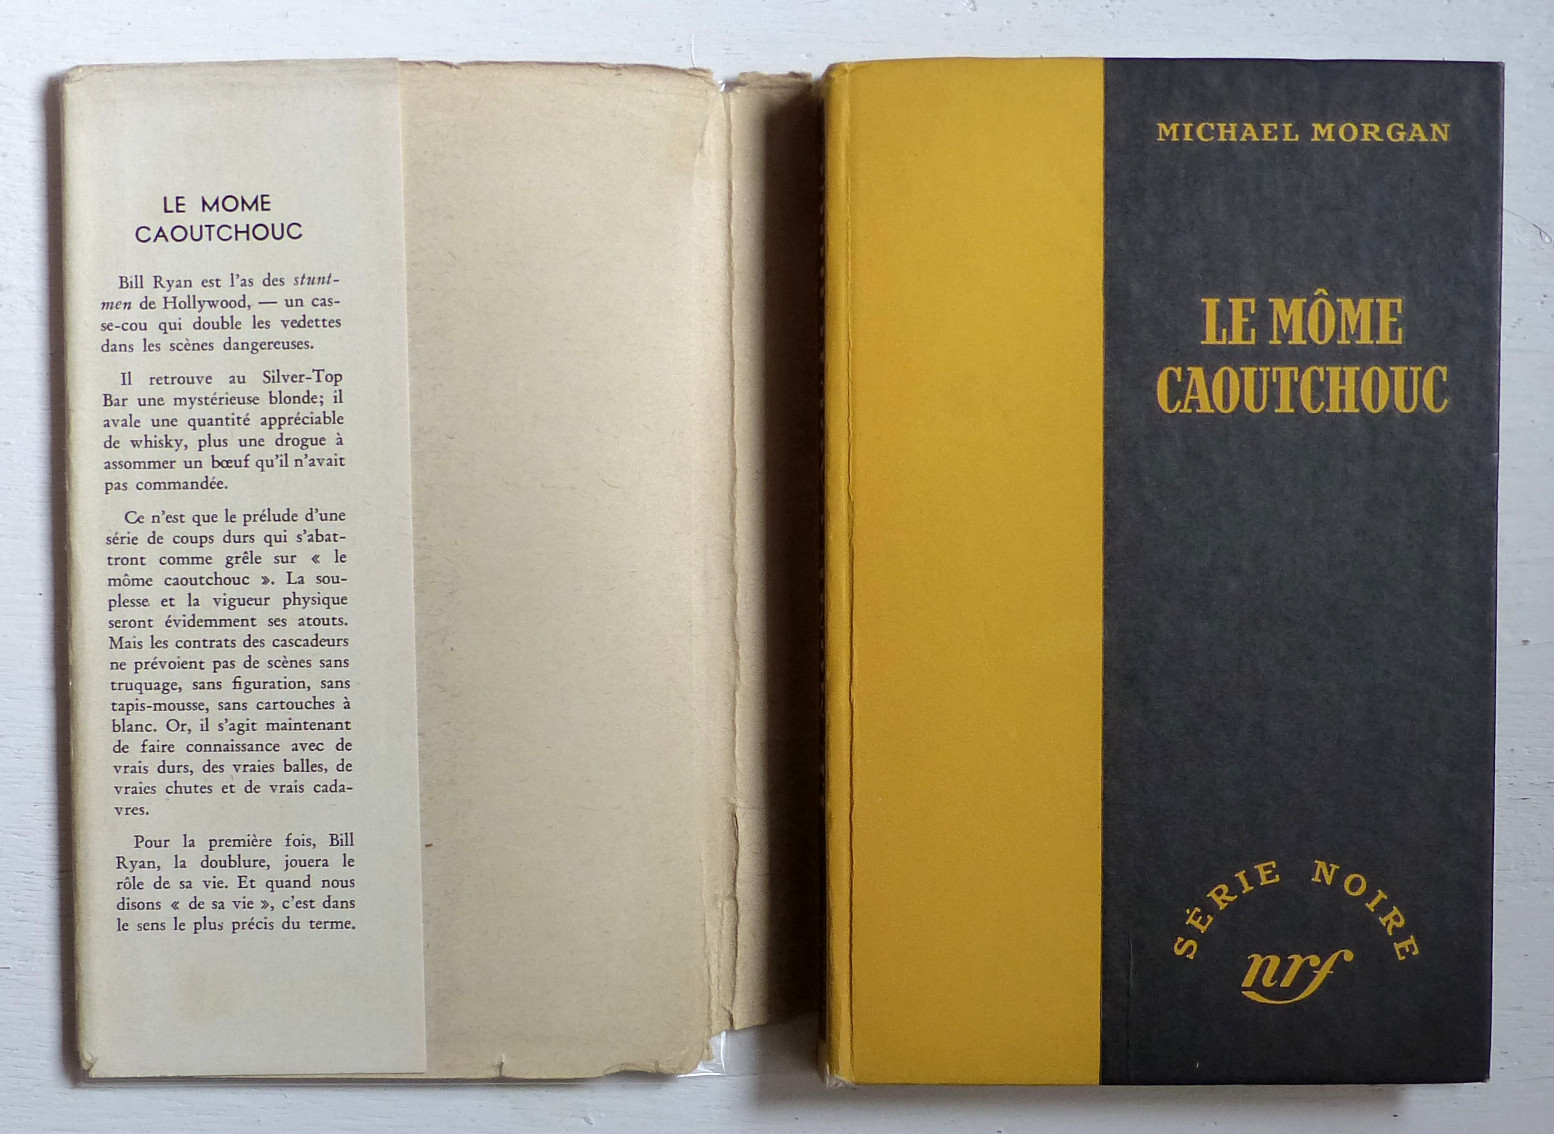 LE MOME
CAOUTCHOUC
Bill Ryan est l'as des stunt-
men de Hollywood, — un cas-
se-cou qui double les vedettes
dans les scènes dangereuses.
Il retrouve au Silver-Top
Bar une mystérieuse blonde; il
avale une quantité appréciable
de whisky, plus une drogue à
assommer un bœuf qu'il n'avait
pas commandée.
Ce n'est que le prélude d'une
série de coups durs qui s'abat-
tront comme grêle sur « le
môme caoutchouc ». La sou-
plesse et la vigueur physique
seront évidemment ses atouts.
Mais les contrats des cascadeurs
ne prévoient pas de scènes sans
truquage, sans figuration, sans
tapis-mousse, sans cartouches à
blanc. Or, il s'agit maintenant
de faire connaissance avec de
vrais durs, des vraies balles, de
vraies chutes et de vrais cada-
vres.
Pour la première fois, Bill
Ryan, la doublure, jouera le
rôle de sa vie. Et quand nous
disons « de sa vie », c'est dans
le sens le plus précis du terme.
MICHAEL MORGAN
LE MÔME
CAOUTCHOUC
SÉRIE NOIRE
nrf